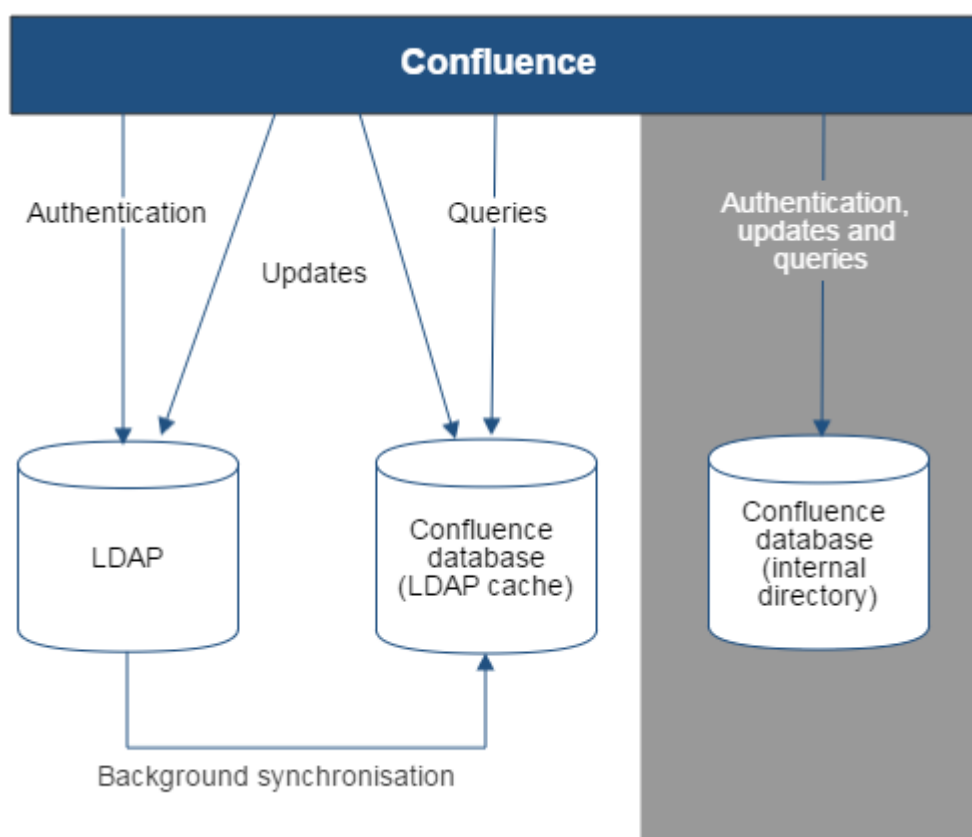 Confluence
Authentication
Updates
Queries
Authentication,
updates and
queries
LDAP
Confluence
database
(LDAP cache)
Confluence
database
(internal
directory)
Background synchronisation